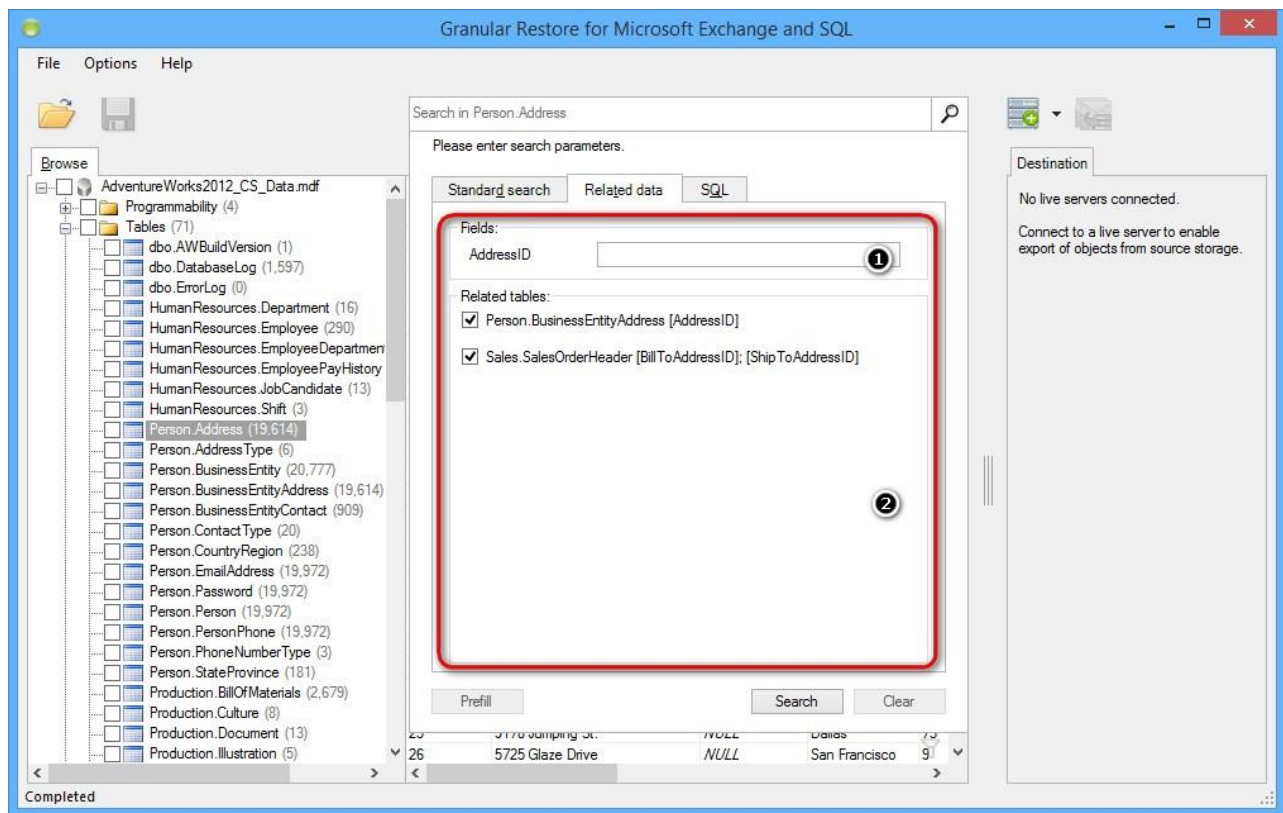 Granular Restore for Microsoft Exchange and SQL
File Options Help
Browse
AdventureWorks2012_CS_Data.mdf
Programmability (4)
Tables (71)
dbo.AWBuildVersion (1)
dbo.DatabaseLog (1,597)
dbo.ErrorLog (0)
HumanResources.Department (16)
HumanResources.Employee (290)
HumanResources.EmployeeDepartmen
HumanResources.EmployeePayHistory
HumanResources.JobCandidate (13)
HumanResources.Shift (3)
Person.Address (19,614)
Person.AddressType (6)
Person.BusinessEntity (20,777)
Person.BusinessEntityAddress (19,614)
Person.BusinessEntityContact (909)
Person.ContactType (20)
Person.CountryRegion (238)
Person.EmailAddress (19,972)
Person.Password (19,972)
Person.Person (19,972)
Person.PersonPhone (19,972)
Person.PhoneNumberType (3)
Person.StateProvince (181)
Production.BillOfMaterials (2,679)
Production.Culture (8)
Production.Document (13)
Production.Illustration (5)
Search in Person.Address
Please enter search parameters.
Standard search Related data SQL
Fields:
AddressID
1
Related tables:
Person.BusinessEntityAddress [AddressID]
Sales.SalesOrderHeader [BillToAddressID]; [ShipToAddressID]
2
Prefill Search Clear
26 5725 Glaze Drive NULL San Francisco 9
Destination
No live servers connected.
Connect to a live server to enable
export of objects from source storage.
Completed